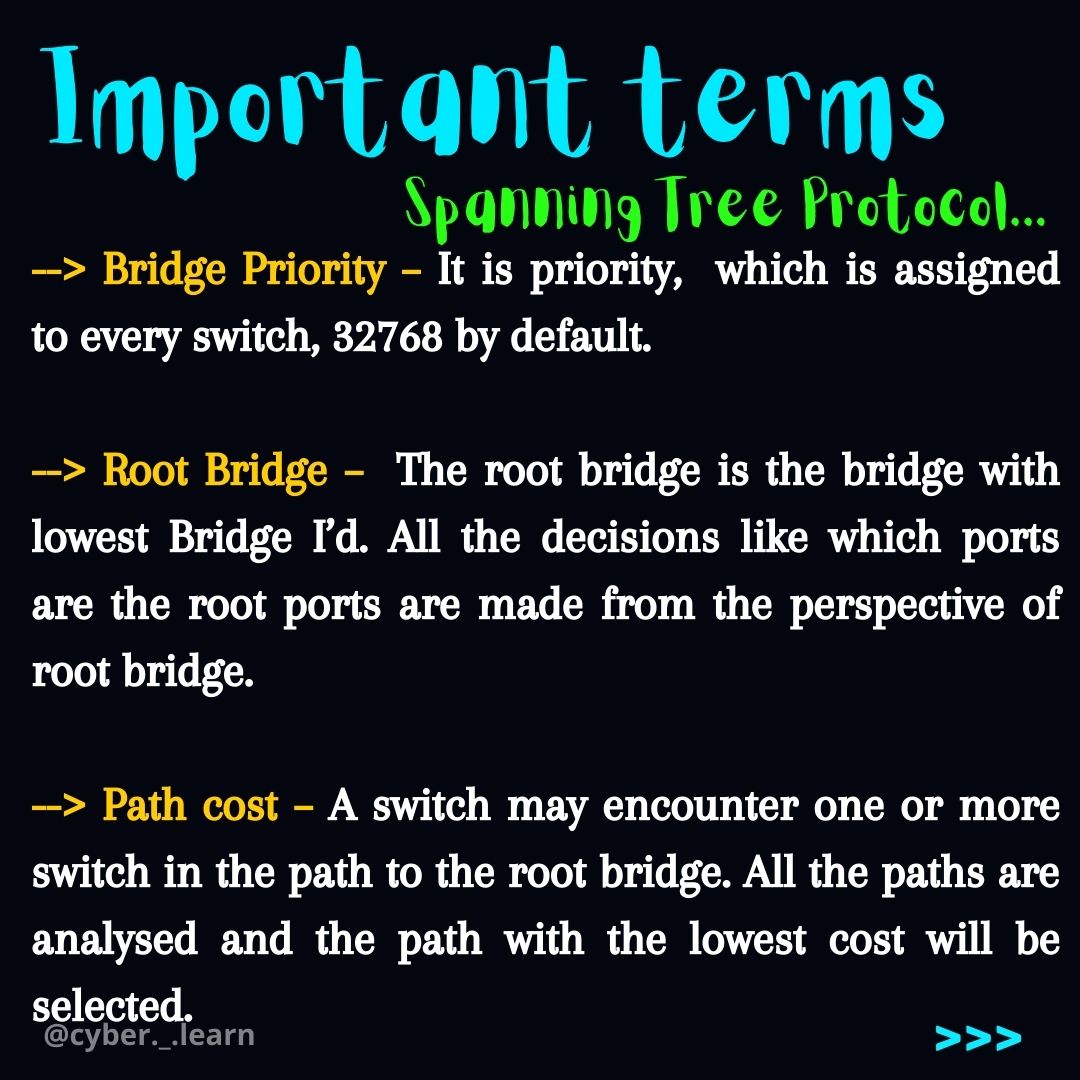 Important terms
Spanning Tree Protocol...
--> Bridge Priority – It is priority, which is assigned
to every switch, 32768 by default.
--> Root Bridge – The root bridge is the bridge with
lowest Bridge I’d. All the decisions like which ports
are the root ports are made from the perspective of
root bridge.
--> Path cost – A switch may encounter one or more
switch in the path to the root bridge. All the paths are
analysed and the path with the lowest cost will be
selected.
@cyber._.learn
>>>